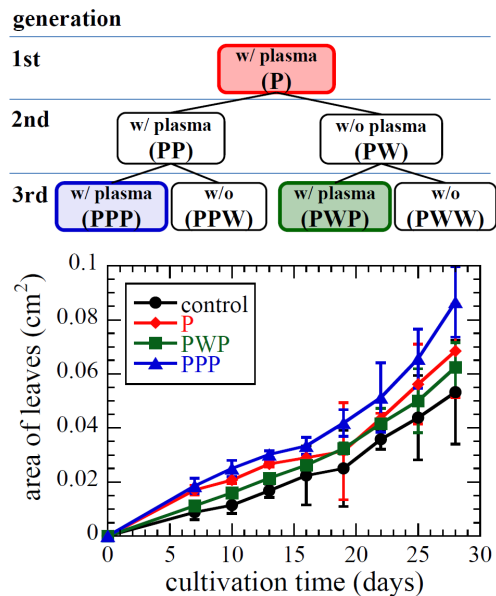 generation
1st
w/ plasma
(P)
2nd
w/ plasma
(PP)
w/o plasma
(PW)
3rd
w/ plasma
(PPP)
w/o
(PPW)
w/ plasma
(PWP)
w/o
(PWW)
0.1
0.08
0.06
0.04
0.02
0
area of leaves (cm²)
control
P
PWP
PPP
0 5 10 15 20 25 30
cultivation time (days)